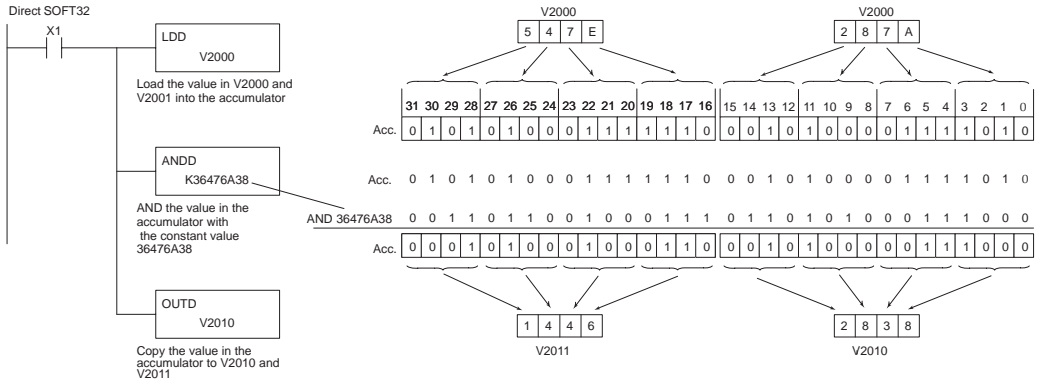 Direct SOFT32
X1
LDD
V2000
Load the value in V2000 and
V2001 into the accumulator
ANDD
K36476A38
AND the value in the
accumulator with
the constant value
36476A38
OUTD
V2010
Copy the value in the
accumulator to V2010 and
V2011
V2000 V2000
5 4 7 E 2 8 7 A
31 30 29 28 27 26 25 24 23 22 21 20 19 18 17 16 15 14 13 12 11 10 9 8 7 6 5 4 3 2 1 0
Acc. 0 1 0 1 0 1 0 0 0 1 1 1 1 1 1 0 0 0 1 0 1 0 0 0 0 1 1 1 1 0 1 0
Acc. 0 1 0 1 0 1 0 0 0 1 1 1 1 1 1 0 0 0 1 0 1 0 0 0 0 1 1 1 1 0 1 0
AND 36476A38 0 0 1 1 0 1 1 0 0 1 0 0 0 1 1 1 0 1 1 0 1 0 1 0 0 0 1 1 1 0 0 0
Acc. 0 0 0 1 0 1 0 0 0 1 0 0 0 1 1 0 0 0 1 0 1 0 0 0 0 0 1 1 1 0 0 0
1 4 4 6 2 8 3 8
V2011 V2010